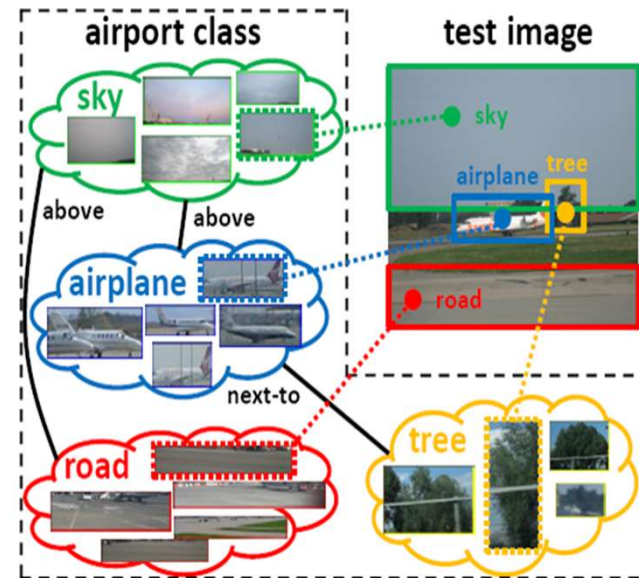 airport class
test image
sky
sky
tree
airplane
above
above
airplane
road
next-to
tree
road